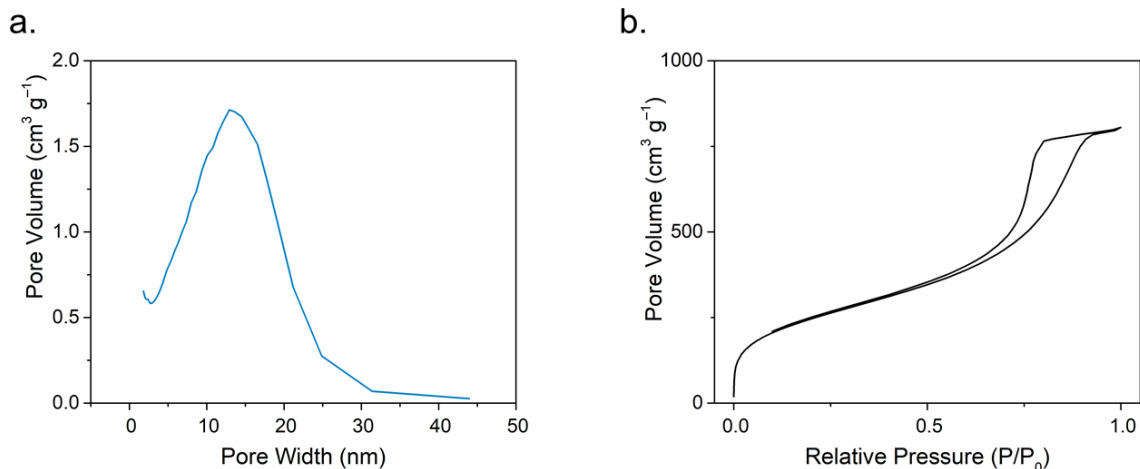 a.
Pore Volume (cm³ g⁻¹)
2.0
1.5
1.0
0.5
0.0
0 10 20 30 40 50
Pore Width (nm)
b.
Pore Volume (cm³ g⁻¹)
1000
500
0
0.0 0.5 1.0
Relative Pressure (P/P₀)